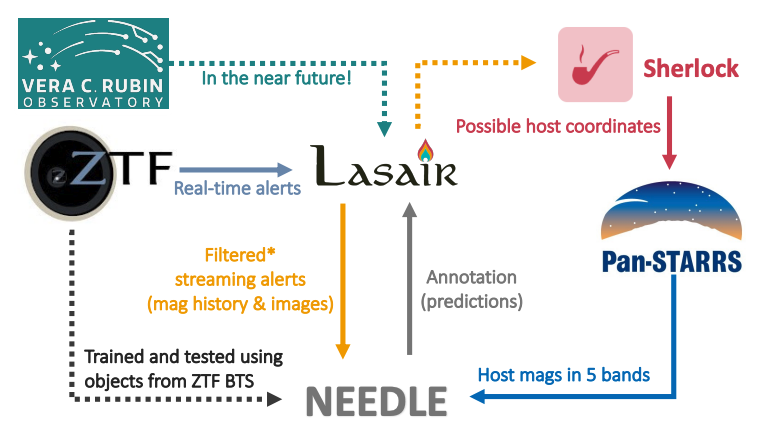 VERA C. RUBIN
OBSERVATORY
In the near future!
Sherlock
Possible host coordinates
ZTF
Real-time alerts
LASAIR
Pan-STARRS
Filtered*
streaming alerts
(mag history & images)
Annotation
(predictions)
Trained and tested using
objects from ZTF BTS
Host mags in 5 bands
NEEDLE